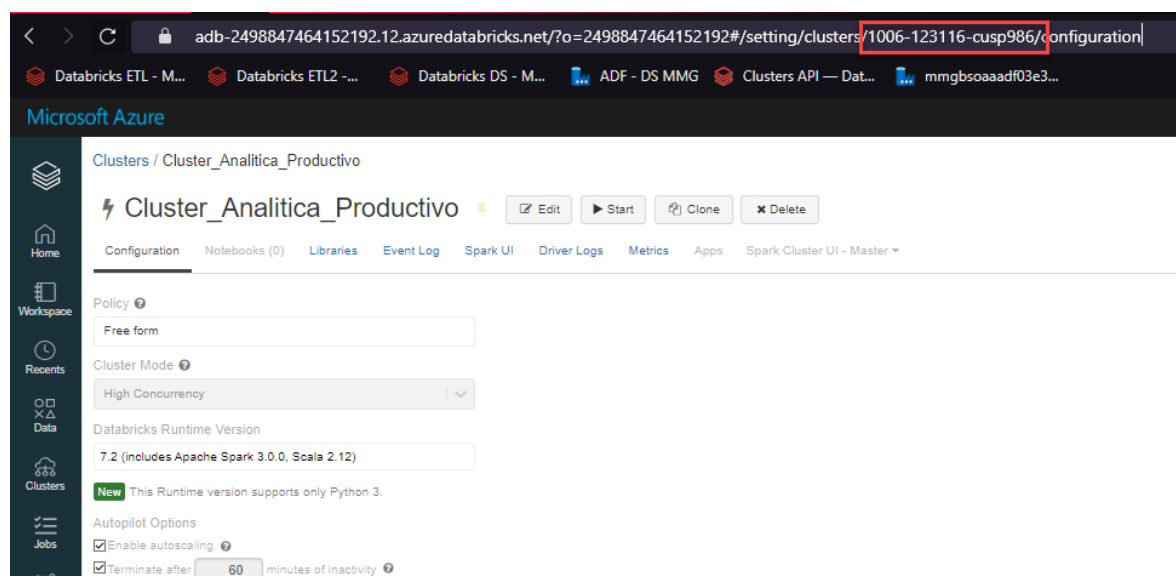 adb-2498847464152192.12.azuredatabricks.net/?o=2498847464152192#/setting/clusters/1006-123116-cusp986/configuration
Databricks ETL - M... Databricks ETL2 -... Databricks DS - M... ADF - DS MMG Clusters API — Dat... mmgbsoaaadf03e3...
Microsoft Azure
Clusters / Cluster_Analitica_Productivo
Cluster_Analitica_Productivo Edit Start Clone Delete
Home
Configuration Notebooks (0) Libraries Event Log Spark UI Driver Logs Metrics Apps Spark Cluster UI - Master
Workspace
Policy
Free form
Recents
Cluster Mode
High Concurrency
Data
Databricks Runtime Version
7.2 (includes Apache Spark 3.0.0, Scala 2.12)
Clusters
New This Runtime version supports only Python 3.
Jobs
Autopilot Options
Enable autoscaling
Terminate after 60 minutes of inactivity